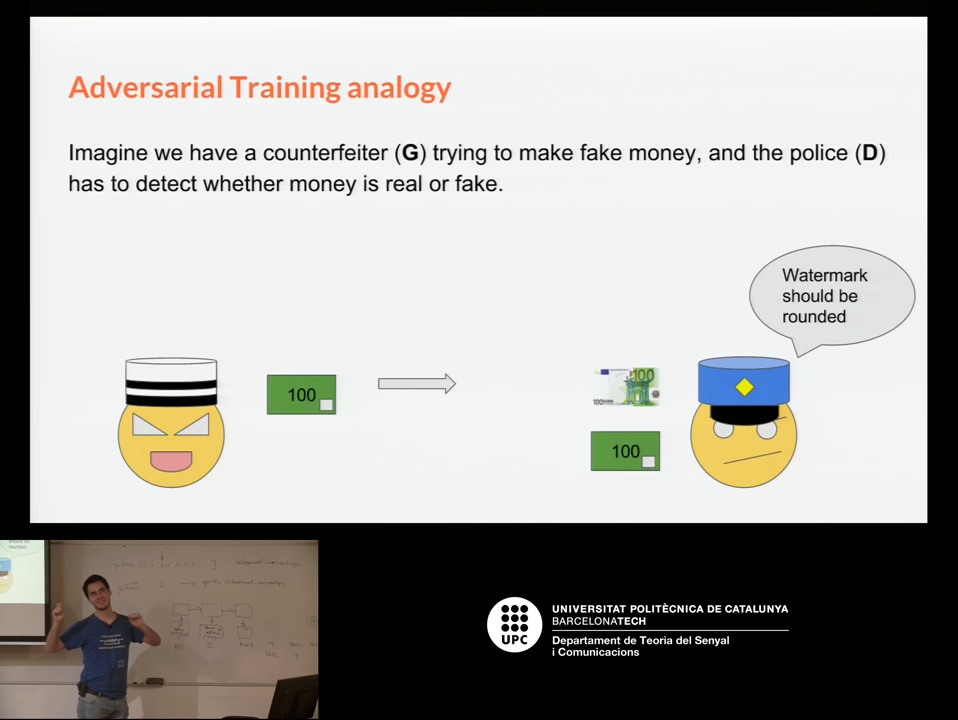 Adversarial Training analogy
Imagine we have a counterfeiter (G) trying to make fake money, and the police (D)
has to detect whether money is real or fake.
Watermark
should be
rounded
100
100
100EURO
100
UPC
UNIVERSITAT POLITÈCNICA DE CATALUNYA
BARCELONATECH
Departament de Teoria del Senyal
i Comunicacions